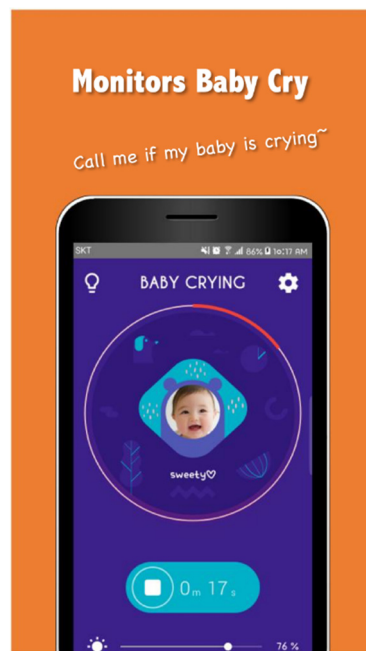 Monitors Baby Cry
Call me if my baby is crying~
SKT 86% 10:17 AM
BABY CRYING
sweety♡
0m 17s
76 %